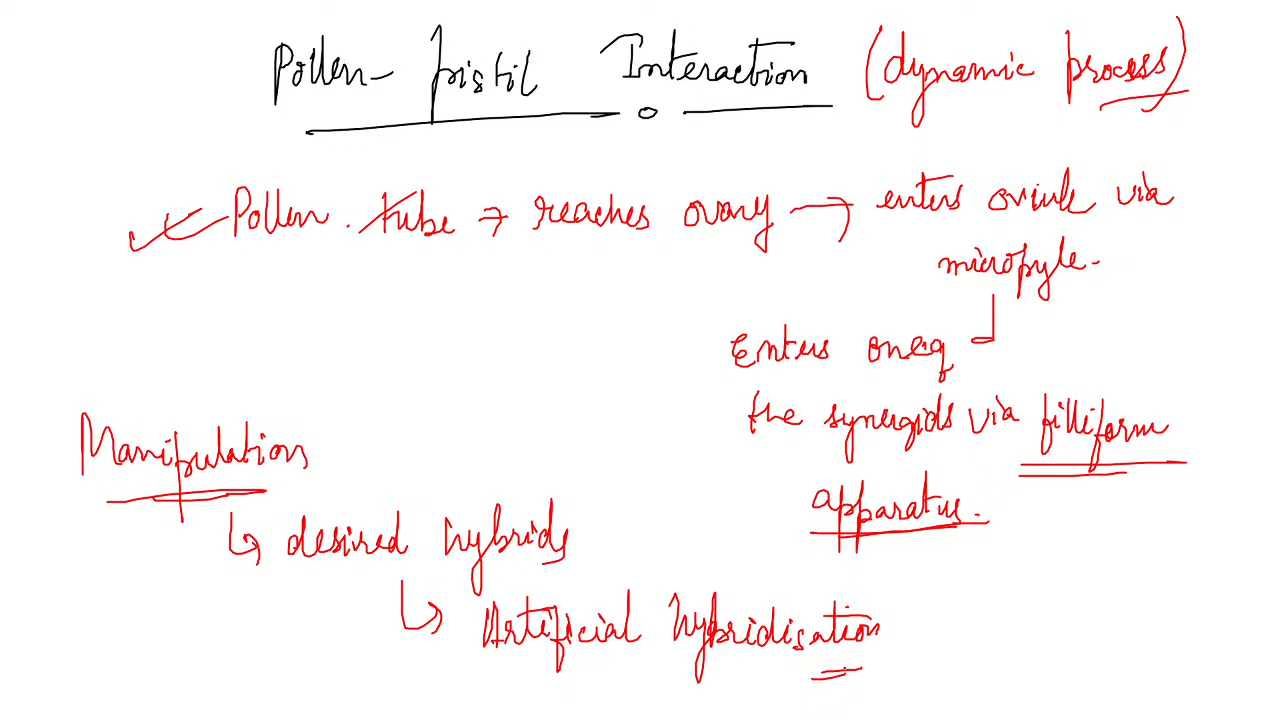 Pollen- pistil Interaction (dynamic process)
Pollen. tube → reaches ovary → enters ovule via
micropyle.
Enters one of
the synergids via filliform
apparatus.
Manipulation
↳ desired hybrids
↳ Artificial hybridisation